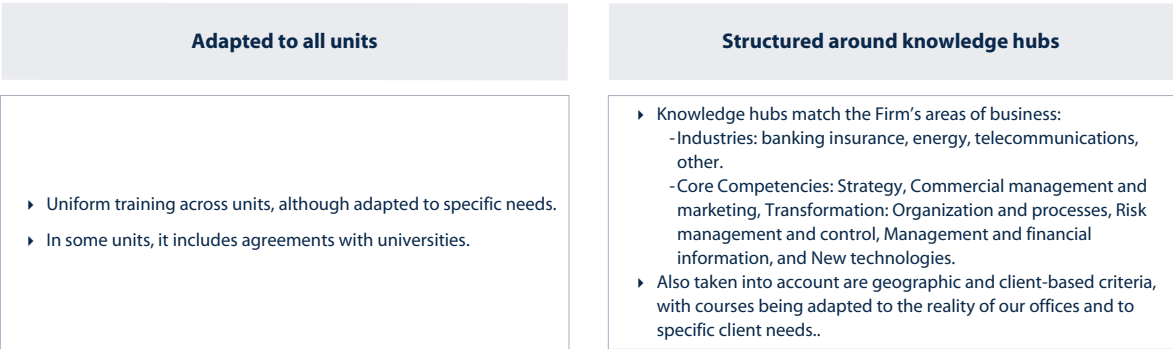 Adapted to all units
‣ Uniform training across units, although adapted to specific needs.
‣ In some units, it includes agreements with universities.
Structured around knowledge hubs
‣ Knowledge hubs match the Firm's areas of business:
-Industries: banking insurance, energy, telecommunications,
other.
-Core Competencies: Strategy, Commercial management and
marketing, Transformation: Organization and processes, Risk
management and control, Management and financial
information, and New technologies.
‣ Also taken into account are geographic and client-based criteria,
with courses being adapted to the reality of our offices and to
specific client needs..